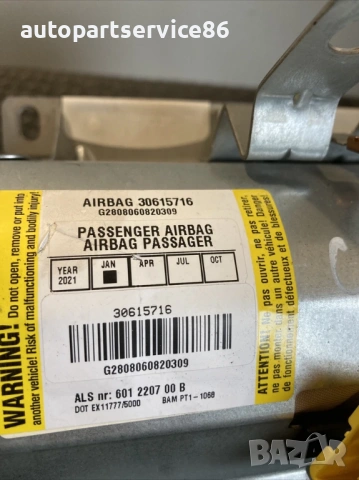 autopartservice86
AIRBAG 30615716
G2808060820309
PASSENGER AIRBAG
AIRBAG PASSAGER
YEAR JAN APR JUL OCT
2021
30615716
G2808060820309
ALS nr: 601 2207 00 B
DOT EX11777/5000 BAM PT1-1068
WARNING! Do not open, remove or put into
another vehicle! Risk of malfunctioning and bodily injury!
ATTENTION! ne pas ouvrir, ne pas retirer,
ne pas monter dans un autre véhicule! Danger
de fonctionnement défectueux et de blessures!
BAZAR
bg